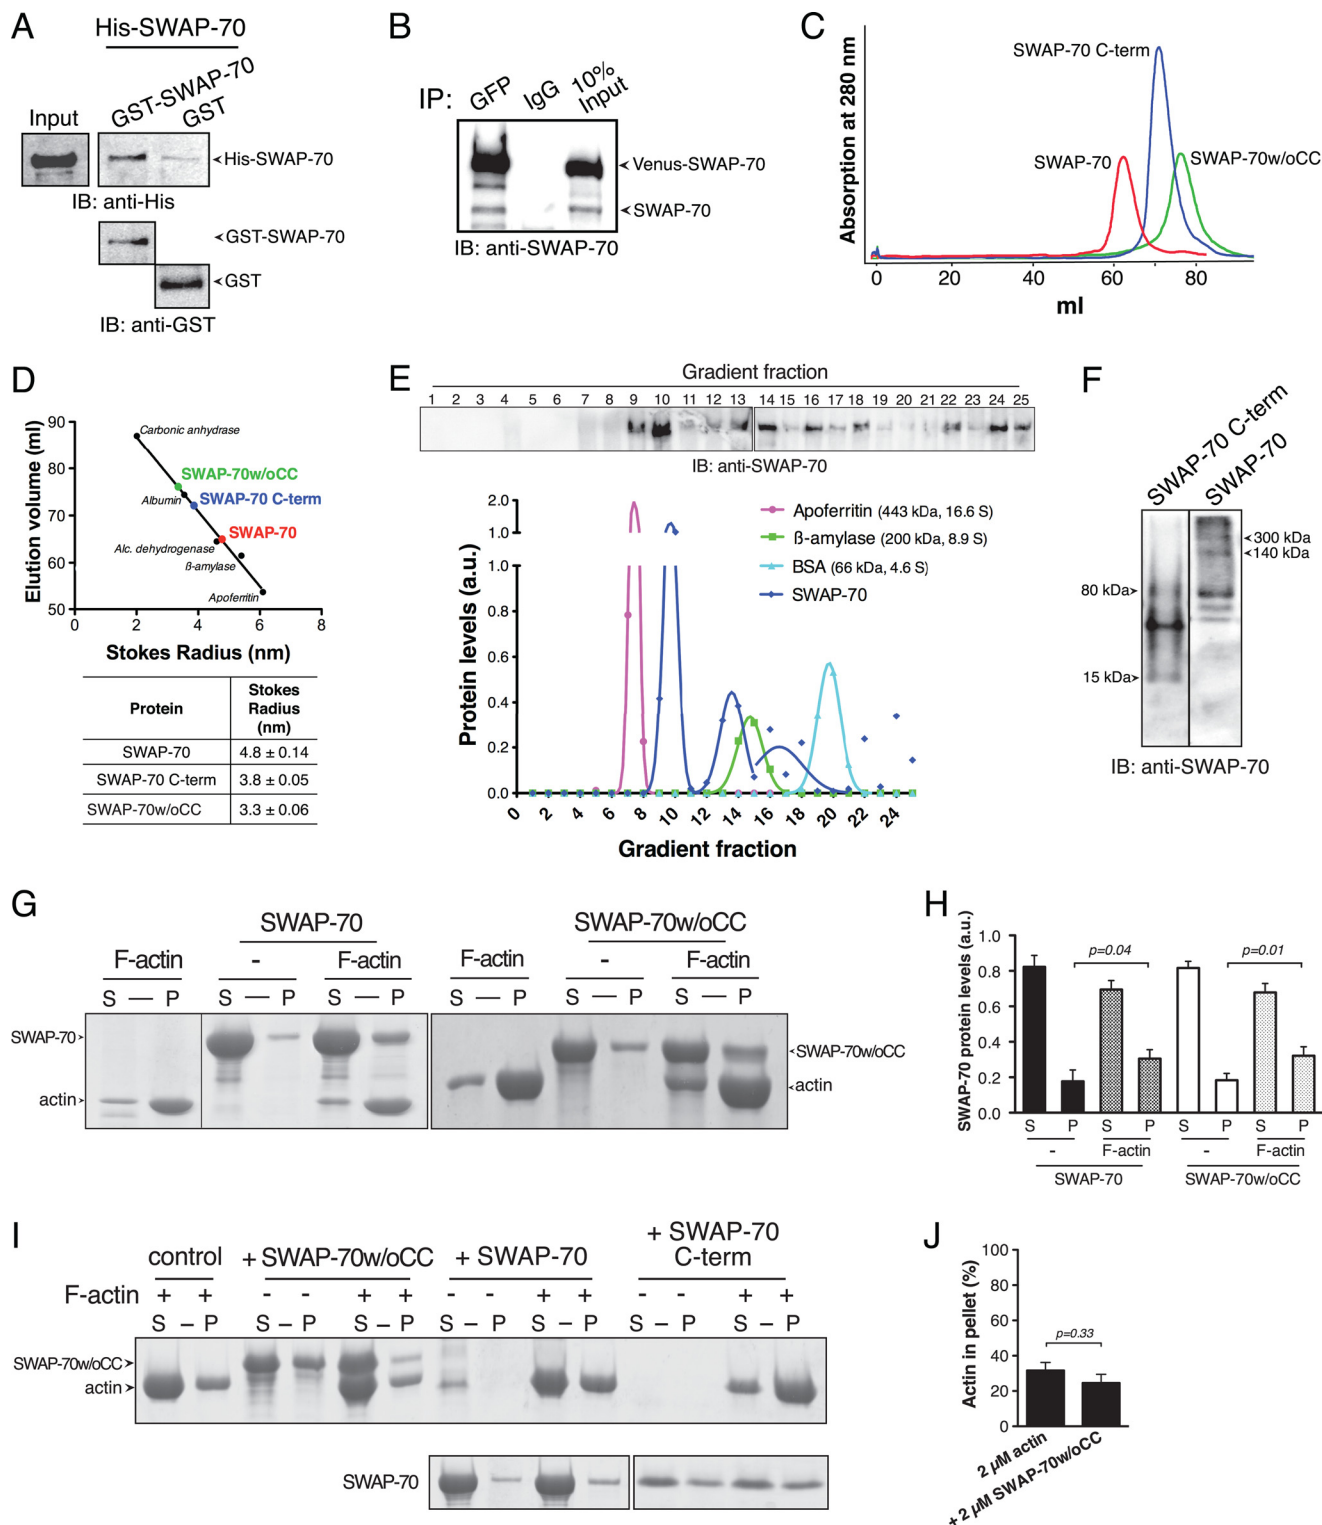 A
His-SWAP-70
Input
GST-SWAP-70
GST
His-SWAP-70
IB: anti-His
GST-SWAP-70
GST
IB: anti-GST
B
IP: GFP IgG 10% Input
Venus-SWAP-70
SWAP-70
IB: anti-SWAP-70
C
Absorption at 280 nm
SWAP-70 C-term
SWAP-70
SWAP-70w/oCC
0 20 40 60 80
ml
D
Elution volume (ml)
90
80
70
60
50
Carbonic anhydrase
SWAP-70w/oCC
Albumin
SWAP-70 C-term
SWAP-70
Alc. dehydrogenase
ß-amylase
Apoferritin
0 2 4 6 8
Stokes Radius (nm)
Protein Stokes Radius (nm)
SWAP-70 4.8 ± 0.14
SWAP-70 C-term 3.8 ± 0.05
SWAP-70w/oCC 3.3 ± 0.06
E
Gradient fraction
1 2 3 4 5 6 7 8 9 10 11 12 13 14 15 16 17 18 19 20 21 22 23 24 25
IB: anti-SWAP-70
Protein levels (a.u.)
2.0
1.0
1.0
0.8
0.6
0.4
0.2
0.0
Apoferritin (443 kDa, 16.6 S)
ß-amylase (200 kDa, 8.9 S)
BSA (66 kDa, 4.6 S)
SWAP-70
0 2 4 6 8 10 12 14 16 18 20 22 24
Gradient fraction
F
SWAP-70 C-term
SWAP-70
300 kDa
140 kDa
80 kDa
15 kDa
IB: anti-SWAP-70
G
SWAP-70
SWAP-70w/oCC
F-actin - F-actin F-actin - F-actin
S — P S — P S — P S — P S — P S — P
SWAP-70
actin
SWAP-70w/oCC
actin
H
SWAP-70 protein levels (a.u.)
1.0
0.8
0.6
0.4
0.2
0.0
p=0.04
p=0.01
S P S P S P S P
- F-actin - F-actin
SWAP-70 SWAP-70w/oCC
I
control + SWAP-70w/oCC + SWAP-70 + SWAP-70 C-term
F-actin + + - - + + - - + + - - + +
S – P S – P S – P S – P S – P S – P S – P
SWAP-70w/oCC
actin
SWAP-70
J
Actin in pellet (%)
100
80
60
40
20
0
p=0.33
2 µM actin
+ 2 µM SWAP-70w/oCC